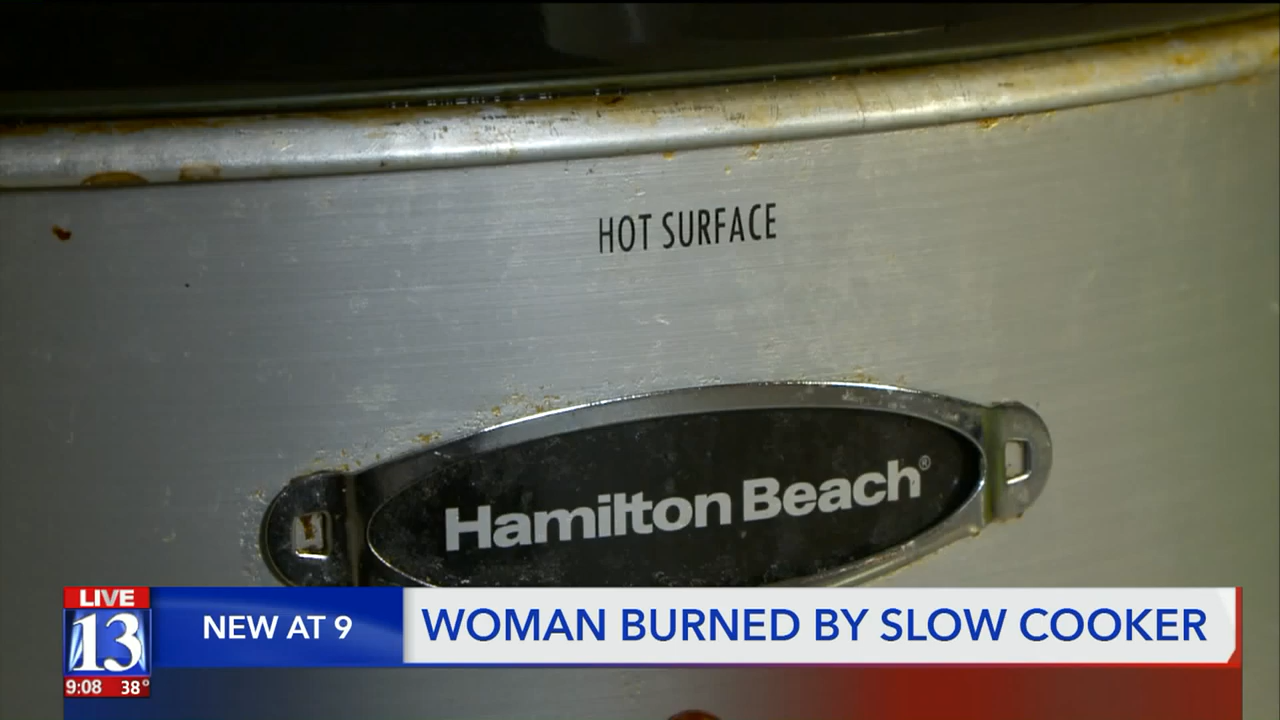 HOT SURFACE
Hamilton Beach®
LIVE
13
NEW AT 9
WOMAN BURNED BY SLOW COOKER
9:08 38°